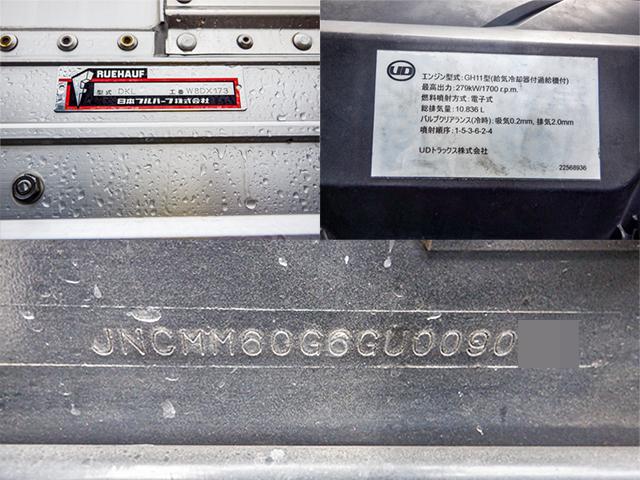 RUEHAUF
型式 DKL 工番 W8DX173
日本フルハーフ株式会社
UD
エンジン型式:GH11型(給気冷却器付過給機付)
最高出力:279kW/1700 r.p.m.
燃料噴射方式:電子式
総排気量:10.836 L
バルブクリアランス(冷時):吸気0.2mm, 排気2.0mm
噴射順序:1-5-3-6-2-4
UDトラックス株式会社
22568936
JNCMM60G6GU0090